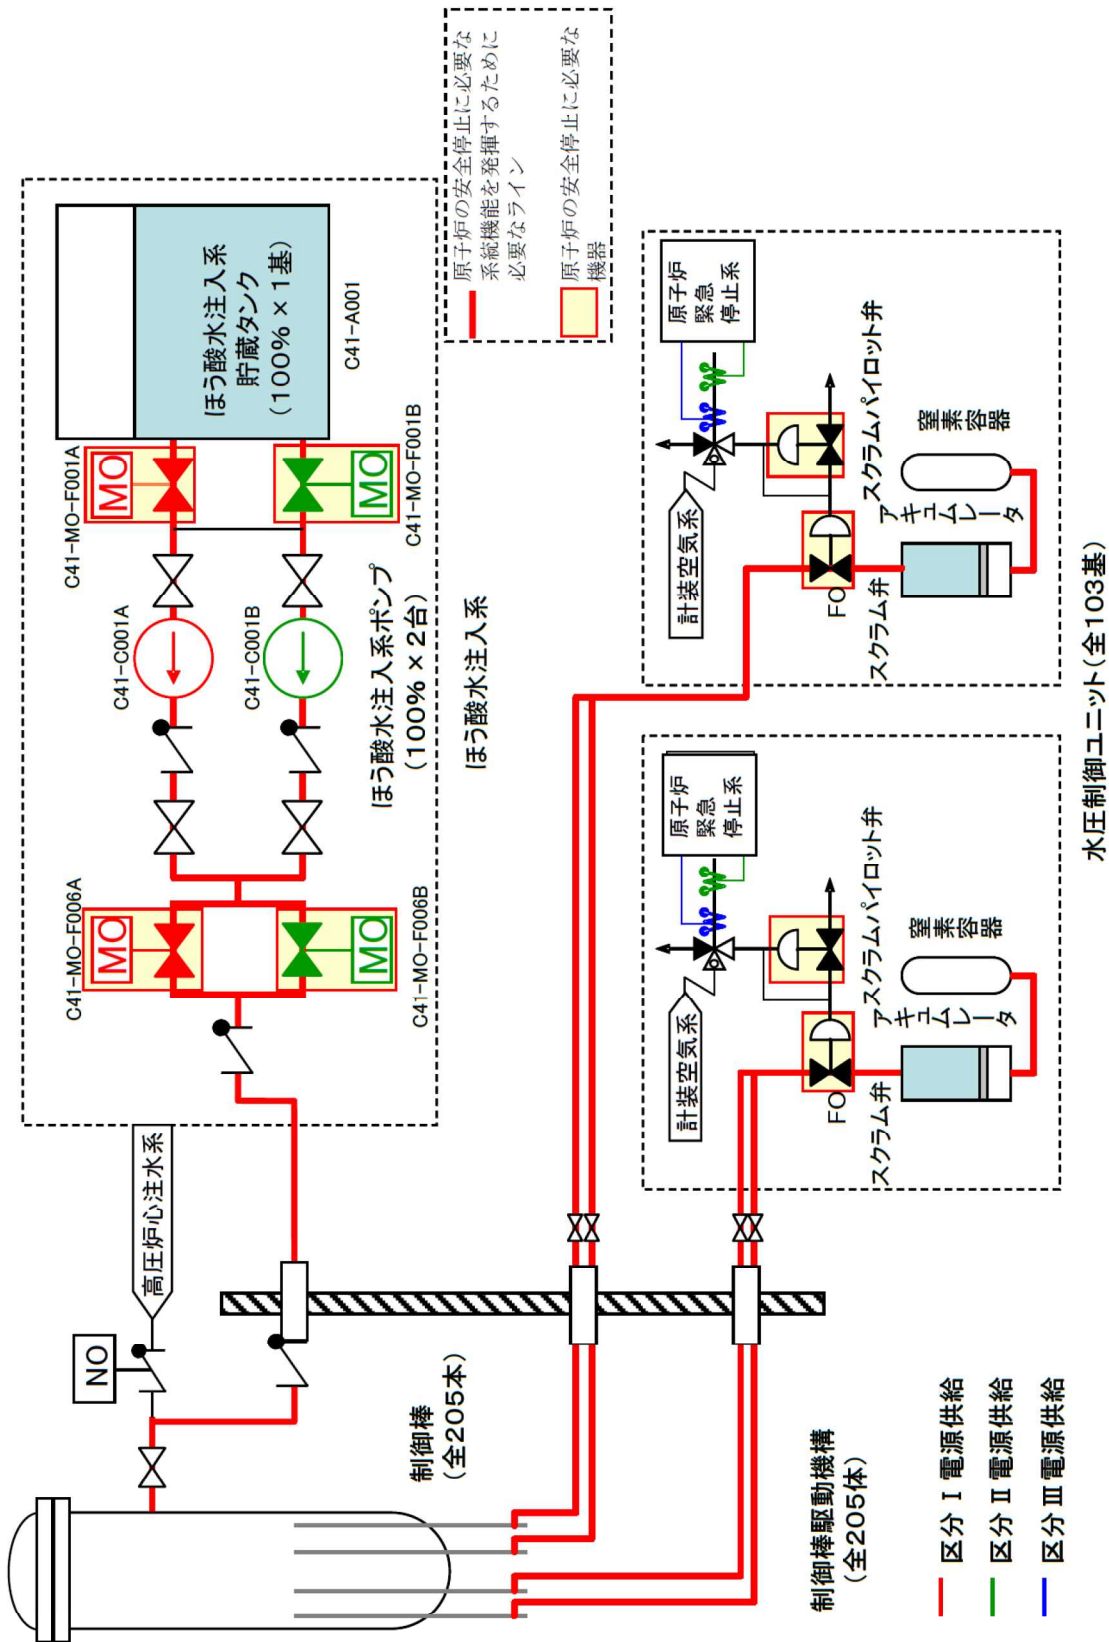 C41-MO-F001A
MO
ほう酸水注入系
貯蔵タンク
(100%×1基)
C41-A001
MO
C41-MO-F001B
C41-C001A
C41-C001B
ほう酸水注入系ポンプ
(100%×2台)
ほう酸水注入系
C41-MO-F006A
MO
MO
C41-MO-F006B
高圧炉心注水系
NO
制御棒
(全205本)
制御棒駆動機構
(全205体)
原子炉の安全停止に必要な
系統機能を発揮するために
必要なライン
原子炉の安全停止に必要な
機器
原子炉
緊急
停止系
計装空気系
スクラムパイロット弁
FO
スクラム弁
アキュムレータ
窒素容器
原子炉
緊急
停止系
計装空気系
スクラムパイロット弁
FO
スクラム弁
アキュムレータ
窒素容器
水圧制御ユニット(全103基)
区分Ⅰ電源供給
区分Ⅱ電源供給
区分Ⅲ電源供給